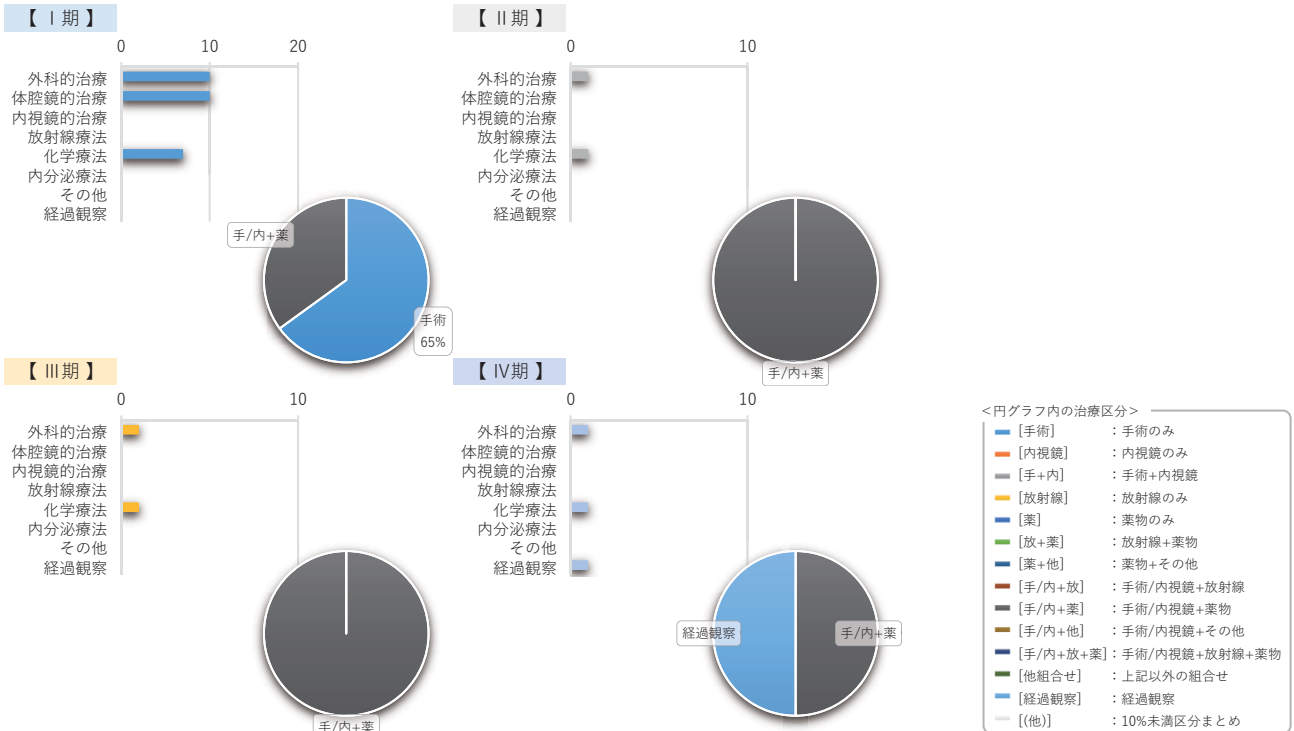 【 Ⅰ期 】
0 10 20
外科的治療
体腔鏡的治療
内視鏡的治療
放射線療法
化学療法
内分泌療法
その他
経過観察
手/内+薬
手術
65%
【 Ⅱ期 】
0 10
外科的治療
体腔鏡的治療
内視鏡的治療
放射線療法
化学療法
内分泌療法
その他
経過観察
手/内+薬
【 Ⅲ期 】
0 10
外科的治療
体腔鏡的治療
内視鏡的治療
放射線療法
化学療法
内分泌療法
その他
経過観察
手/内+薬
【 Ⅳ期 】
0 10
外科的治療
体腔鏡的治療
内視鏡的治療
放射線療法
化学療法
内分泌療法
その他
経過観察
経過観察
手/内+薬
<円グラフ内の治療区分>
[手術] ：手術のみ
[内視鏡] ：内視鏡のみ
[手+内] ：手術+内視鏡
[放射線] ：放射線のみ
[薬] ：薬物のみ
[放+薬] ：放射線+薬物
[薬+他] ：薬物+その他
[手/内+放] ：手術/内視鏡+放射線
[手/内+薬] ：手術/内視鏡+薬物
[手/内+他] ：手術/内視鏡+その他
[手/内+放+薬]：手術/内視鏡+放射線+薬物
[他組合せ] ：上記以外の組合せ
[経過観察] ：経過観察
[(他)] ：10%未満区分まとめ